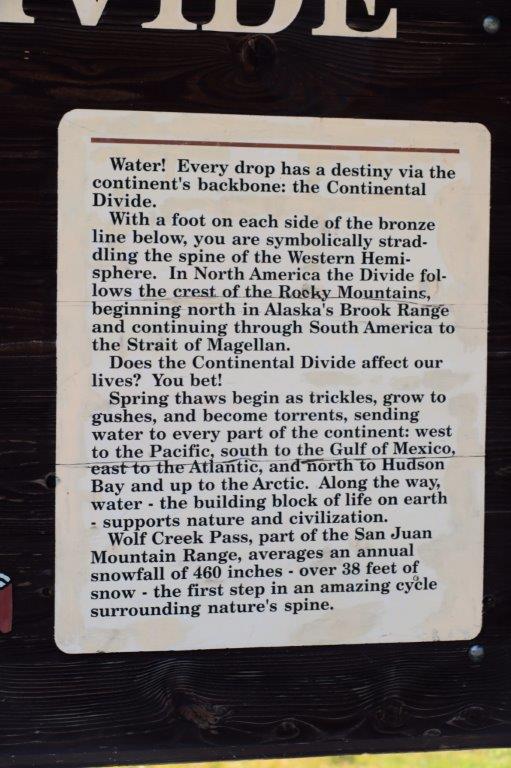 VIDE
Water! Every drop has a destiny via the
continent's backbone: the Continental
Divide.
With a foot on each side of the bronze
line below, you are symbolically strad-
dling the spine of the Western Hemi-
sphere. In North America the Divide fol-
lows the crest of the Rocky Mountains,
beginning north in Alaska's Brook Range
and continuing through South America to
the Strait of Magellan.
Does the Continental Divide affect our
lives? You bet!
Spring thaws begin as trickles, grow to
gushes, and become torrents, sending
water to every part of the continent: west
to the Pacific, south to the Gulf of Mexico,
east to the Atlantic, and north to Hudson
Bay and up to the Arctic. Along the way,
water - the building block of life on earth
- supports nature and civilization.
Wolf Creek Pass, part of the San Juan
Mountain Range, averages an annual
snowfall of 460 inches - over 38 feet of
snow - the first step in an amazing cycle
surrounding nature's spine.